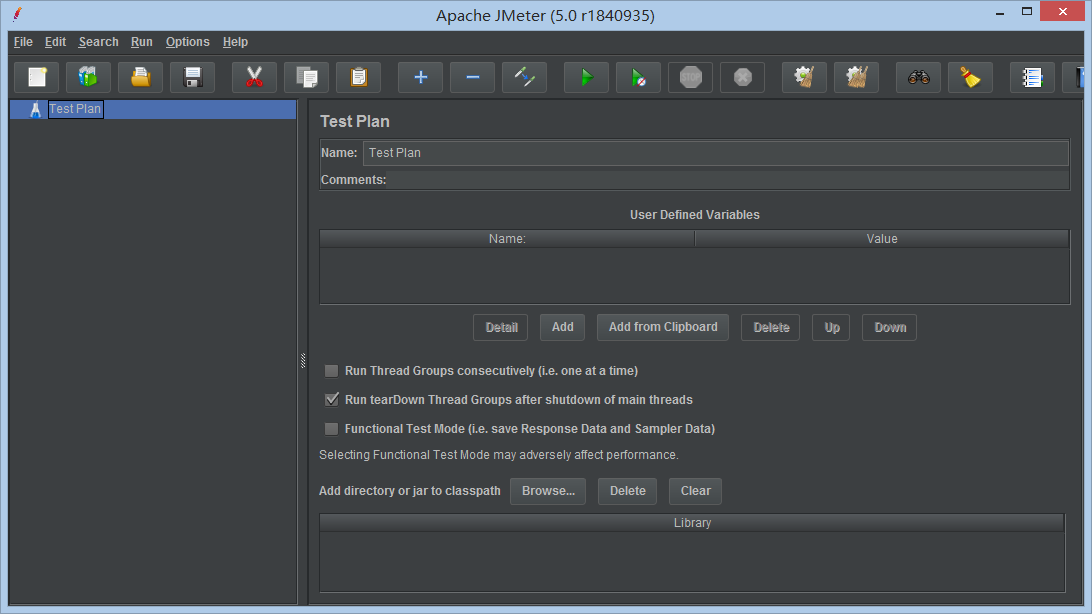 Apache JMeter (5.0 r1840935)
File Edit Search Run Options Help
STOP
Test Plan
Test Plan
Name: Test Plan
Comments:
User Defined Variables
Name: Value
Detail Add Add from Clipboard Delete Up Down
Run Thread Groups consecutively (i.e. one at a time)
Run tearDown Thread Groups after shutdown of main threads
Functional Test Mode (i.e. save Response Data and Sampler Data)
Selecting Functional Test Mode may adversely affect performance.
Add directory or jar to classpath Browse... Delete Clear
Library